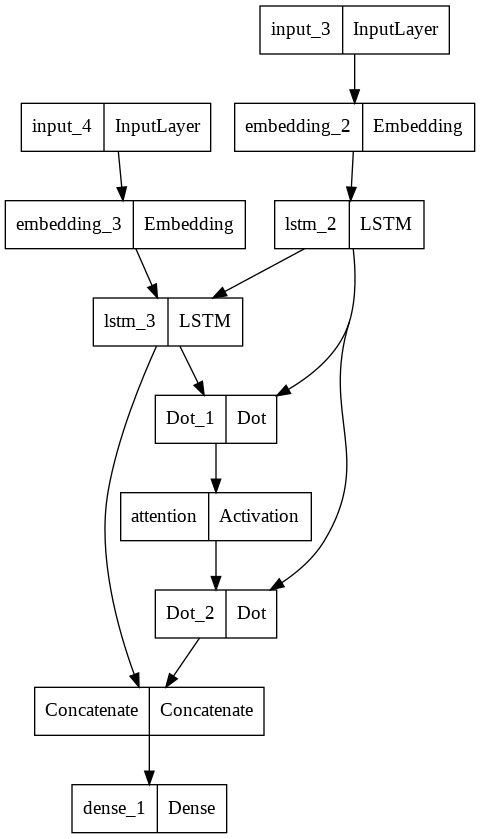 input_3 InputLayer
input_4 InputLayer
embedding_2 Embedding
embedding_3 Embedding
lstm_2 LSTM
lstm_3 LSTM
Dot_1 Dot
attention Activation
Dot_2 Dot
Concatenate Concatenate
dense_1 Dense